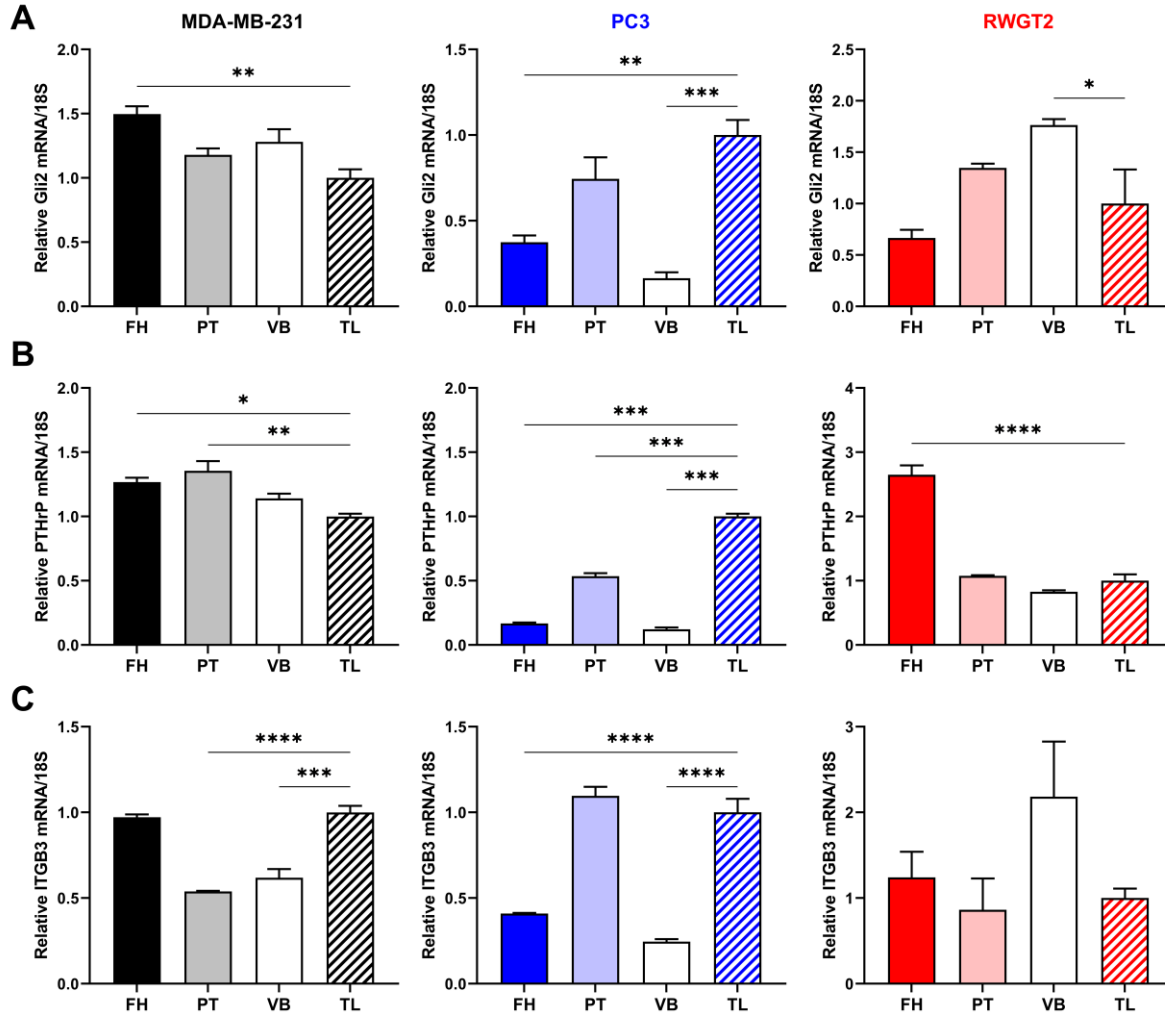 A
MDA-MB-231
PC3
RWGT2
Relative Gli2 mRNA/18S
2.0
1.5
1.0
0.5
0.0
**
FH PT VB TL
Relative Gli2 mRNA/18S
1.5
1.0
0.5
0.0
**
***
FH PT VB TL
Relative Gli2 mRNA/18S
2.5
2.0
1.5
1.0
0.5
0.0
*
FH PT VB TL
B
Relative PTHrP mRNA/18S
2.0
1.5
1.0
0.5
0.0
*
**
FH PT VB TL
Relative PTHrP mRNA/18S
2.0
1.5
1.0
0.5
0.0
***
***
***
FH PT VB TL
Relative PTHrP mRNA/18S
4
3
2
1
0
****
FH PT VB TL
C
Relative ITGB3 mRNA/18S
1.5
1.0
0.5
0.0
****
***
FH PT VB TL
Relative ITGB3 mRNA/18S
1.5
1.0
0.5
0.0
****
****
FH PT VB TL
Relative ITGB3 mRNA/18S
3
2
1
0
FH PT VB TL